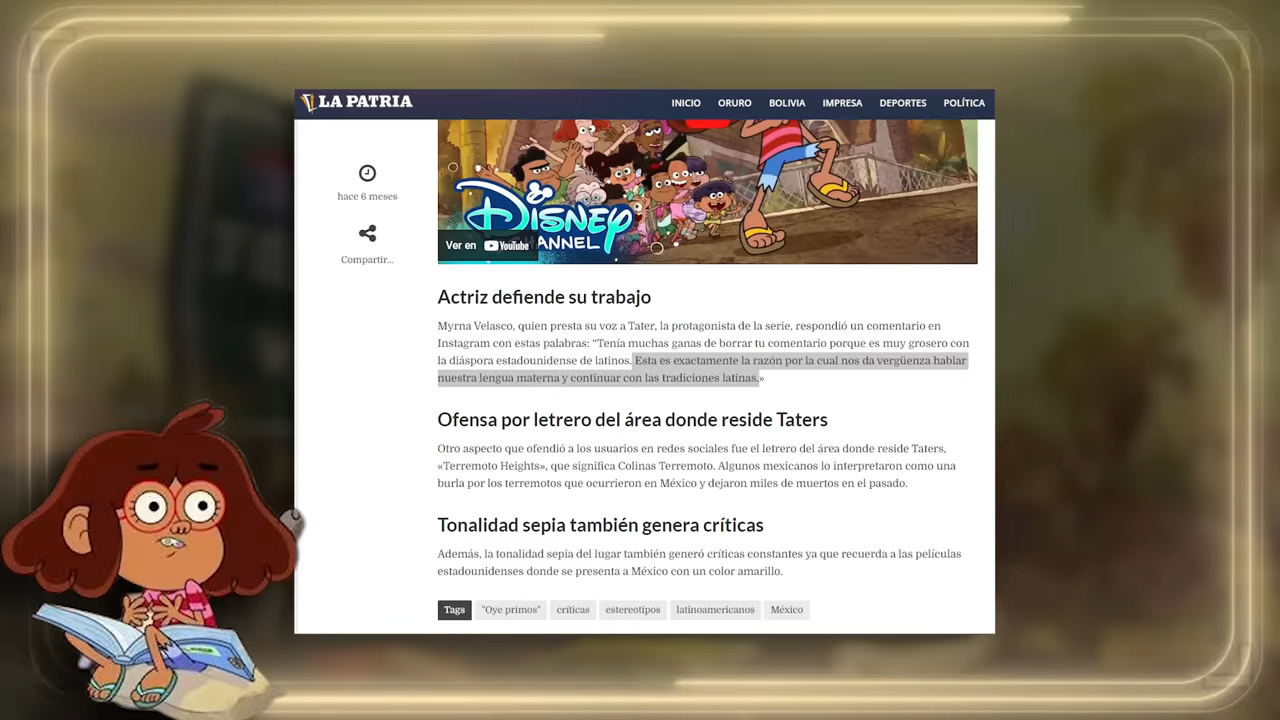 LA PATRIA
INICIO ORURO BOLIVIA IMPRESA DEPORTES POLÍTICA
hace 6 meses
Compartir...
DISNEY
CHANNEL
Ver en YouTube
Actriz defiende su trabajo
Myrna Velasco, quien presta su voz a Tater, la protagonista de la serie, respondió un comentario en
Instagram con estas palabras: “Tenía muchas ganas de borrar tu comentario porque es muy grosero con
la diáspora estadounidense de latinos. Esta es exactamente la razón por la cual nos da vergüenza hablar
nuestra lengua materna y continuar con las tradiciones latinas.»
Ofensa por letrero del área donde reside Taters
Otro aspecto que ofendió a los usuarios en redes sociales fue el letrero del área donde reside Taters,
«Terremoto Heights», que significa Colinas Terremoto. Algunos mexicanos lo interpretaron como una
burla por los terremotos que ocurrieron en México y dejaron miles de muertos en el pasado.
Tonalidad sepia también genera críticas
Además, la tonalidad sepia del lugar también generó críticas constantes ya que recuerda a las películas
estadounidenses donde se presenta a México con un color amarillo.
Tags "Oye primos" críticas estereotipos latinoamericanos México